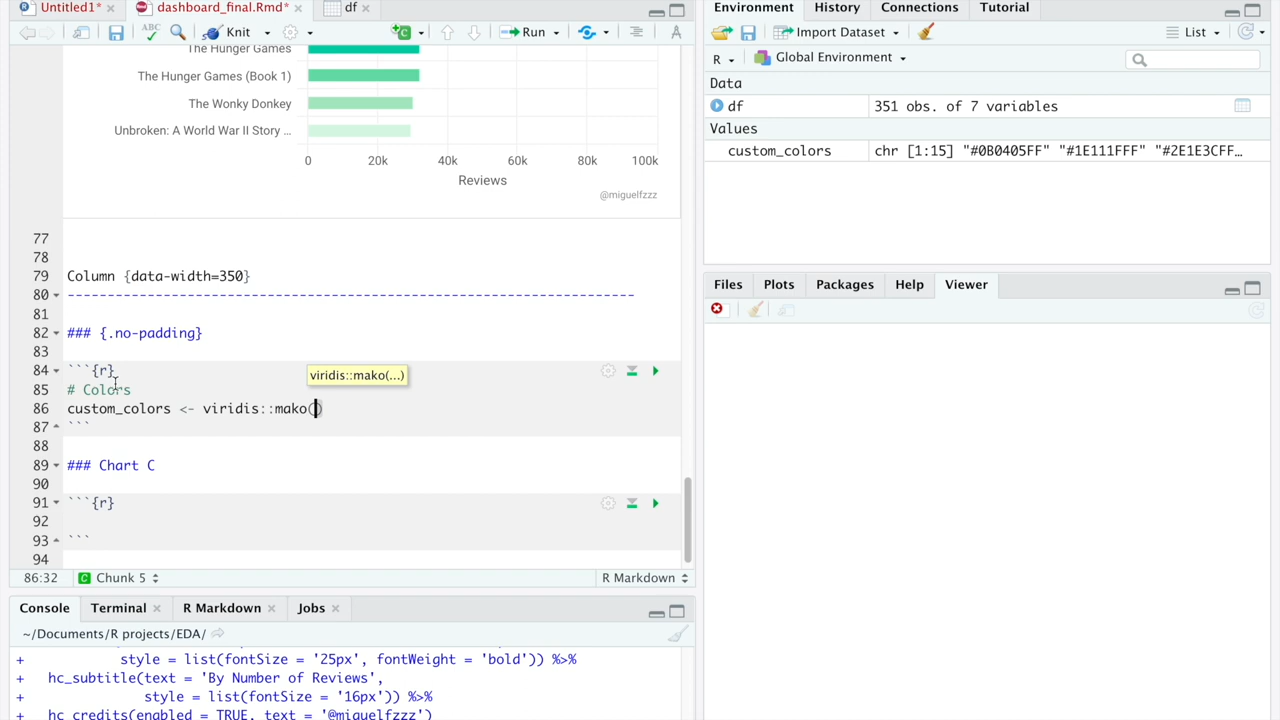 Untitled1* dashboard_final.Rmd* df
ABC Knit Run A
The Hunger Games
The Hunger Games (Book 1)
The Wonky Donkey
Unbroken: A World War II Story ...
0 20k 40k 60k 80k 100k
Reviews
@miguelfzzz
77
78
79 Column {data-width=350}
80 -----------------------------------------------------------------------
81
82 ### {.no-padding}
83
84 ```{r}
viridis::mako(...)
85 # Colors
86 custom_colors <- viridis::mako()
87 ```
88
89 ### Chart C
90
91 ```{r}
92
93 ```
94
86:32 C Chunk 5 R Markdown
Console Terminal R Markdown Jobs
~/Documents/R projects/EDA/
+ style = list(fontSize = '25px', fontWeight = 'bold')) %>%
+ hc_subtitle(text = 'By Number of Reviews',
+ style = list(fontSize = '16px')) %>%
+ hc_credits(enabled = TRUE, text = '@miguelfzzz')
Environment History Connections Tutorial
Import Dataset List
R Global Environment
Data
df 351 obs. of 7 variables
Values
custom_colors chr [1:15] "#0B0405FF" "#1E111FFF" "#2E1E3CFF…
Files Plots Packages Help Viewer